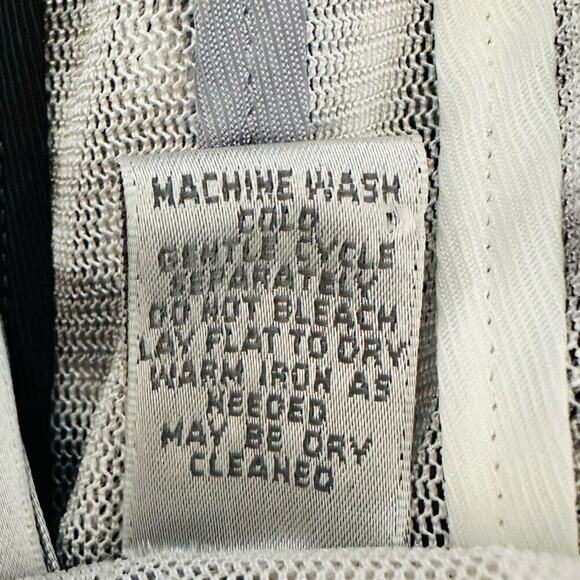 MACHINE WASH
COLD
GENTLE CYCLE
SEPARATELY
DO NOT BLEACH
LAY FLAT TO DRY
WARM IRON AS
NEEDED
MAY BE DRY
CLEANED